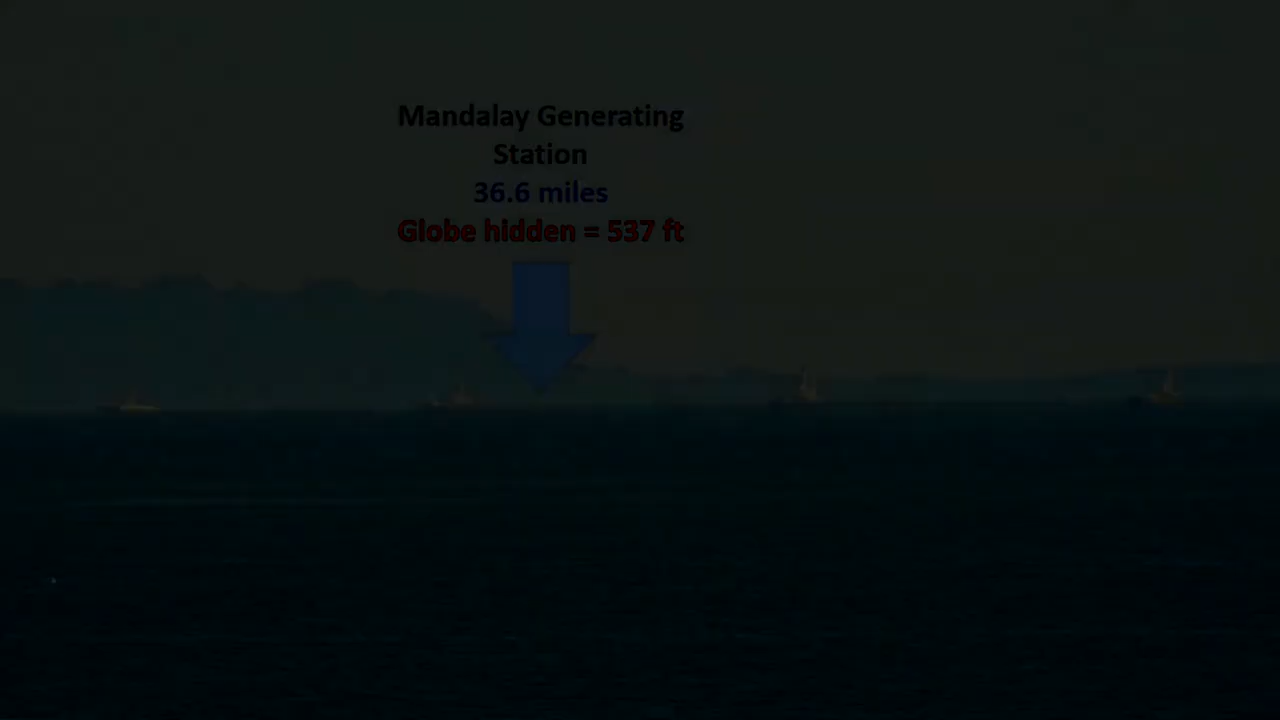 Mandalay Generating
Station
36.6 miles
Globe hidden = 537 ft